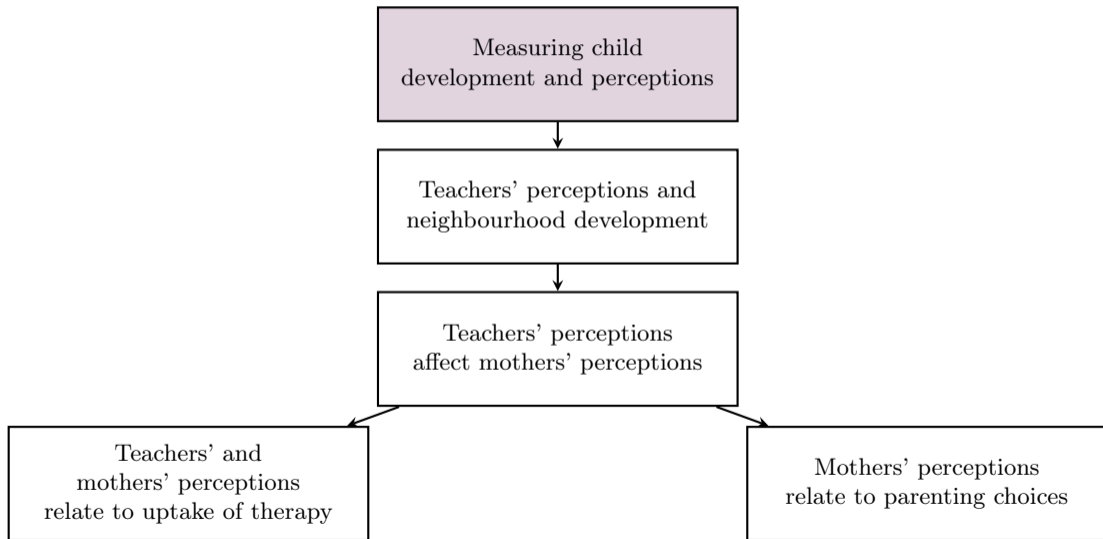 Measuring child
development and perceptions
Teachers’ perceptions and
neighbourhood development
Teachers’ perceptions
affect mothers’ perceptions
Teachers’ and
mothers’ perceptions
relate to uptake of therapy
Mothers’ perceptions
relate to parenting choices